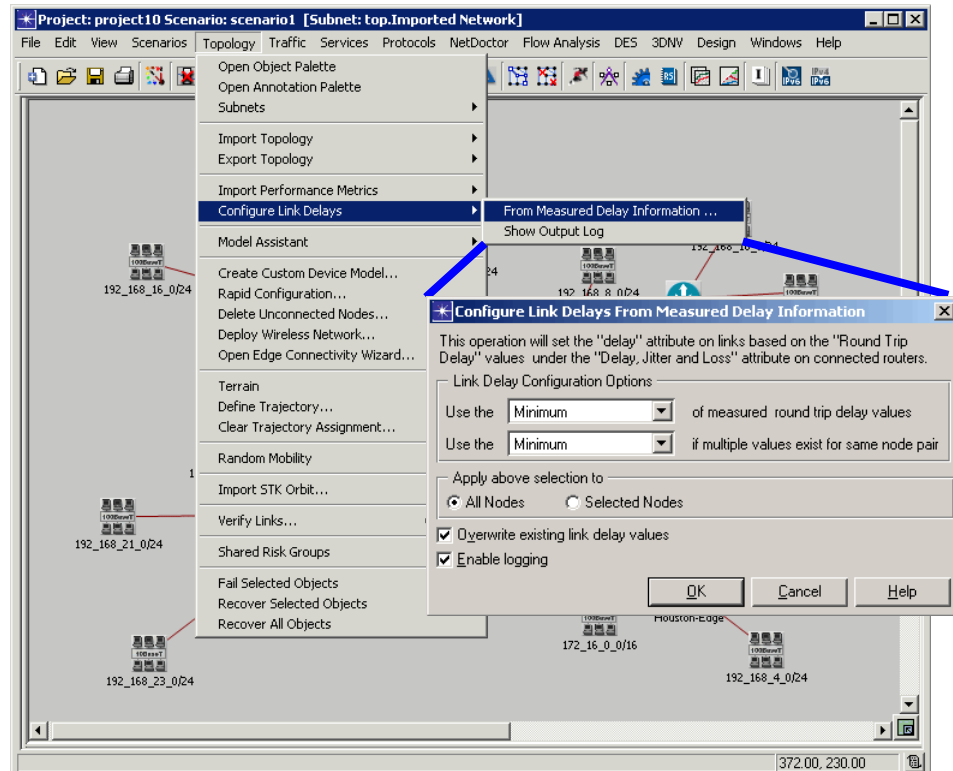 Project: project10 Scenario: scenario1 [Subnet: top.Imported Network]
File Edit View Scenarios Topology Traffic Services Protocols NetDoctor Flow Analysis DES 3DNV Design Windows Help
Open Object Palette
Open Annotation Palette
Subnets
Import Topology
Export Topology
Import Performance Metrics
Configure Link Delays
From Measured Delay Information ...
Show Output Log
Model Assistant
Create Custom Device Model...
Rapid Configuration...
Delete Unconnected Nodes...
Deploy Wireless Network...
Open Edge Connectivity Wizard...
Terrain
Define Trajectory...
Clear Trajectory Assignment...
Random Mobility
Import STK Orbit...
Verify Links...
Shared Risk Groups
Fail Selected Objects
Recover Selected Objects
Recover All Objects
192_168_16_0/24
192_168_8_0/24
Configure Link Delays From Measured Delay Information
This operation will set the "delay" attribute on links based on the "Round Trip
Delay" values under the "Delay, Jitter and Loss" attribute on connected routers.
Link Delay Configuration Options
Use the Minimum of measured round trip delay values
Use the Minimum if multiple values exist for same node pair
Apply above selection to
All Nodes Selected Nodes
Overwrite existing link delay values
Enable logging
OK Cancel Help
192_168_21_0/24
Houston-Edge
172_16_0_0/16
192_168_23_0/24
192_168_4_0/24
372.00, 230.00